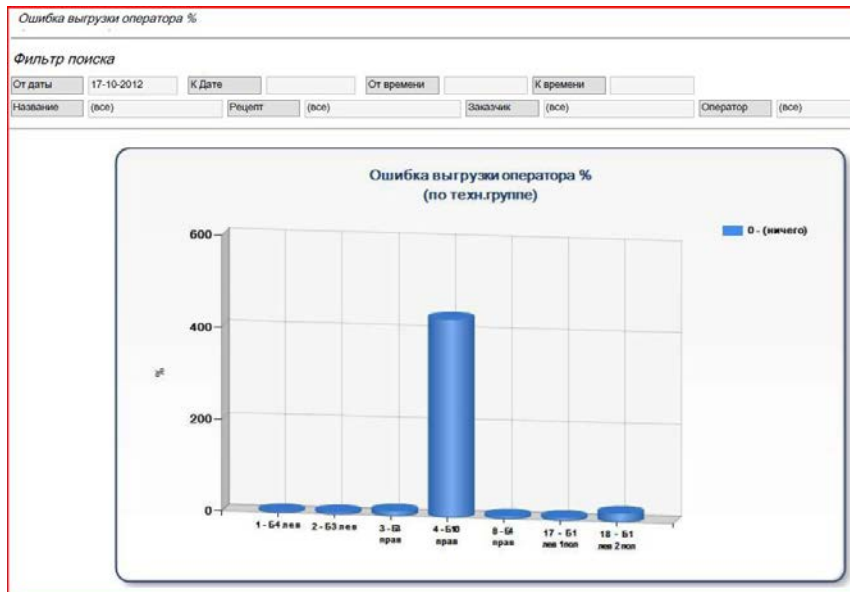 Ошибка выгрузки оператора %
Фильтр поиска
От даты 17-10-2012 К Дате От времени К времени
Название (все) Рецепт (все) Заказчик (все) Оператор (все)
Ошибка выгрузки оператора %
(по техн.группе)
0 - (ничего)
600
400
%
200
0
1 - Б4 лев 2 - Б3 лев 3 - Б3 прав 4 - Б10 прав 8 - Б4 прав 17 - Б1 лев 1пол 18 - Б1 лев 2 пол